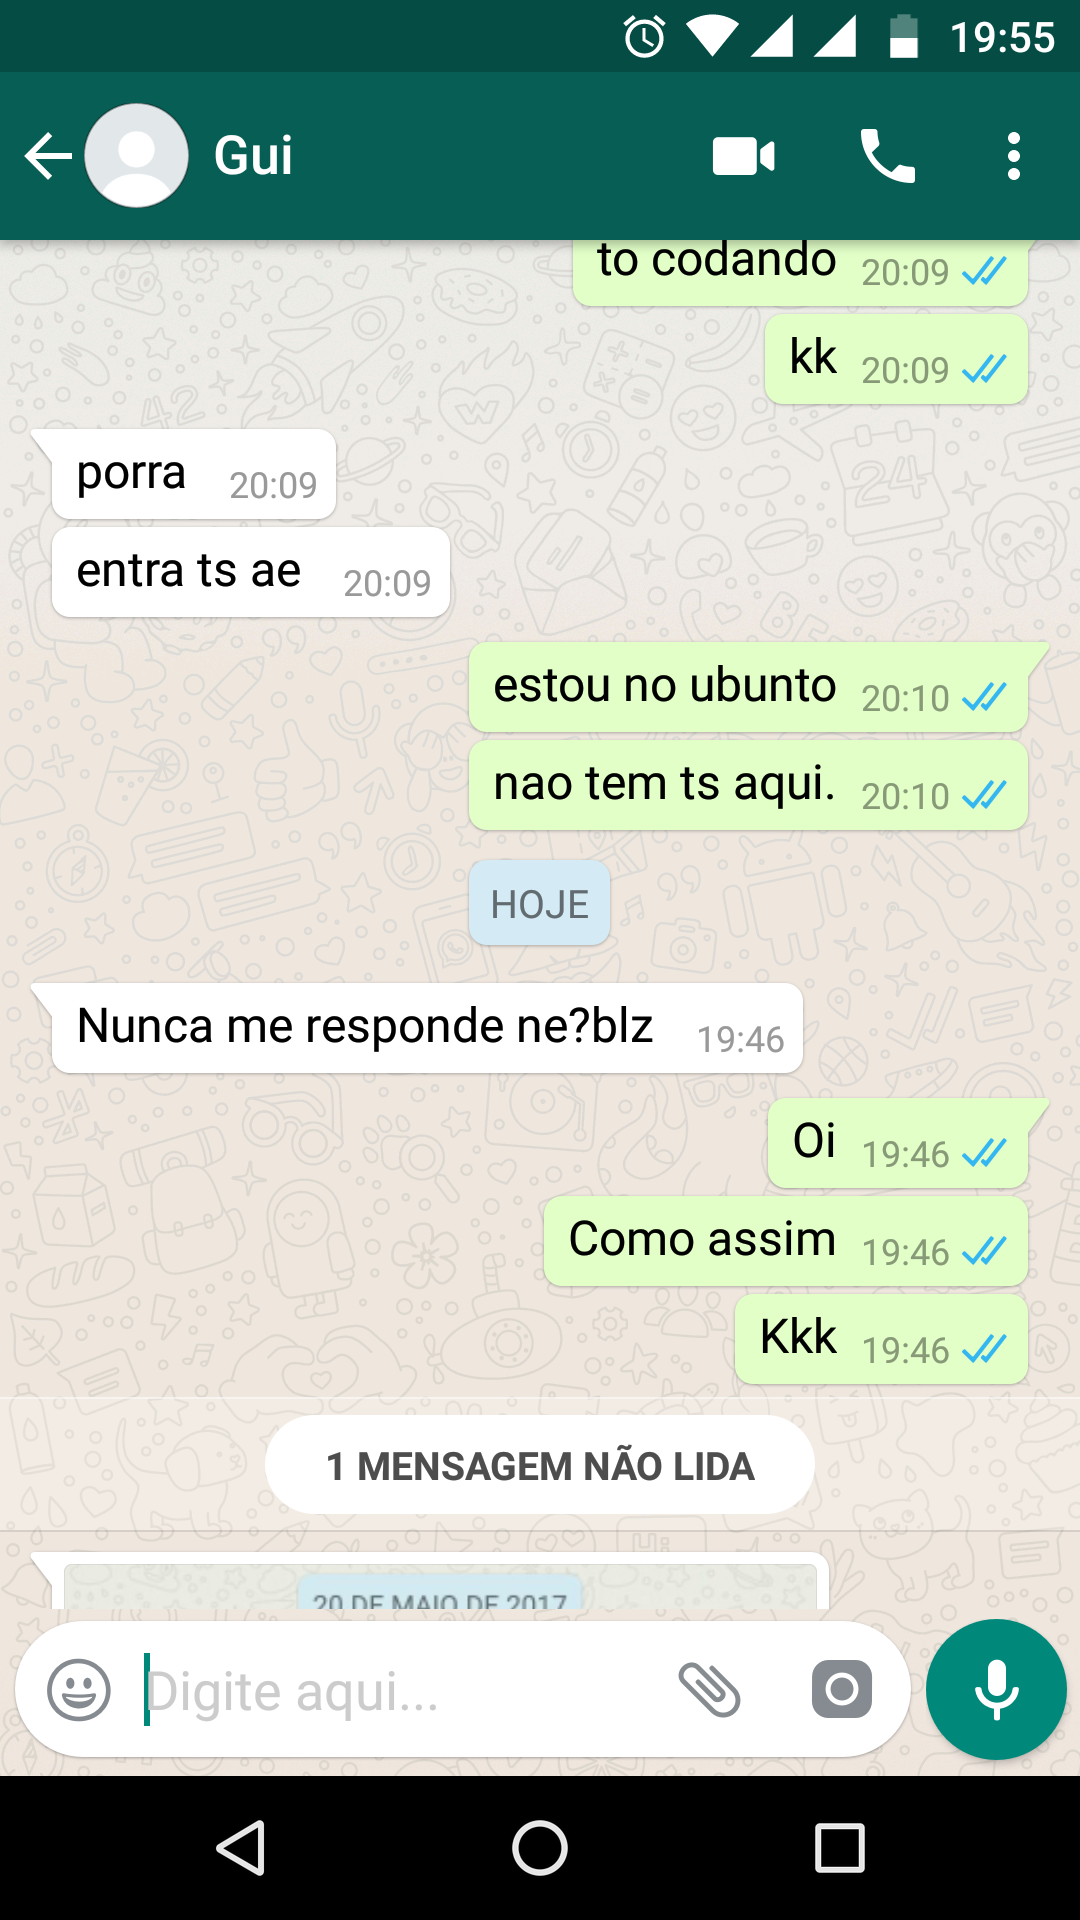 19:55
Gui
to codando 20:09
kk 20:09
porra 20:09
entra ts ae 20:09
estou no ubunto 20:10
nao tem ts aqui. 20:10
HOJE
Nunca me responde ne?blz 19:46
Oi 19:46
Como assim 19:46
Kkk 19:46
1 MENSAGEM NÃO LIDA
20 DE MAIO DE 2017
Digite aqui...